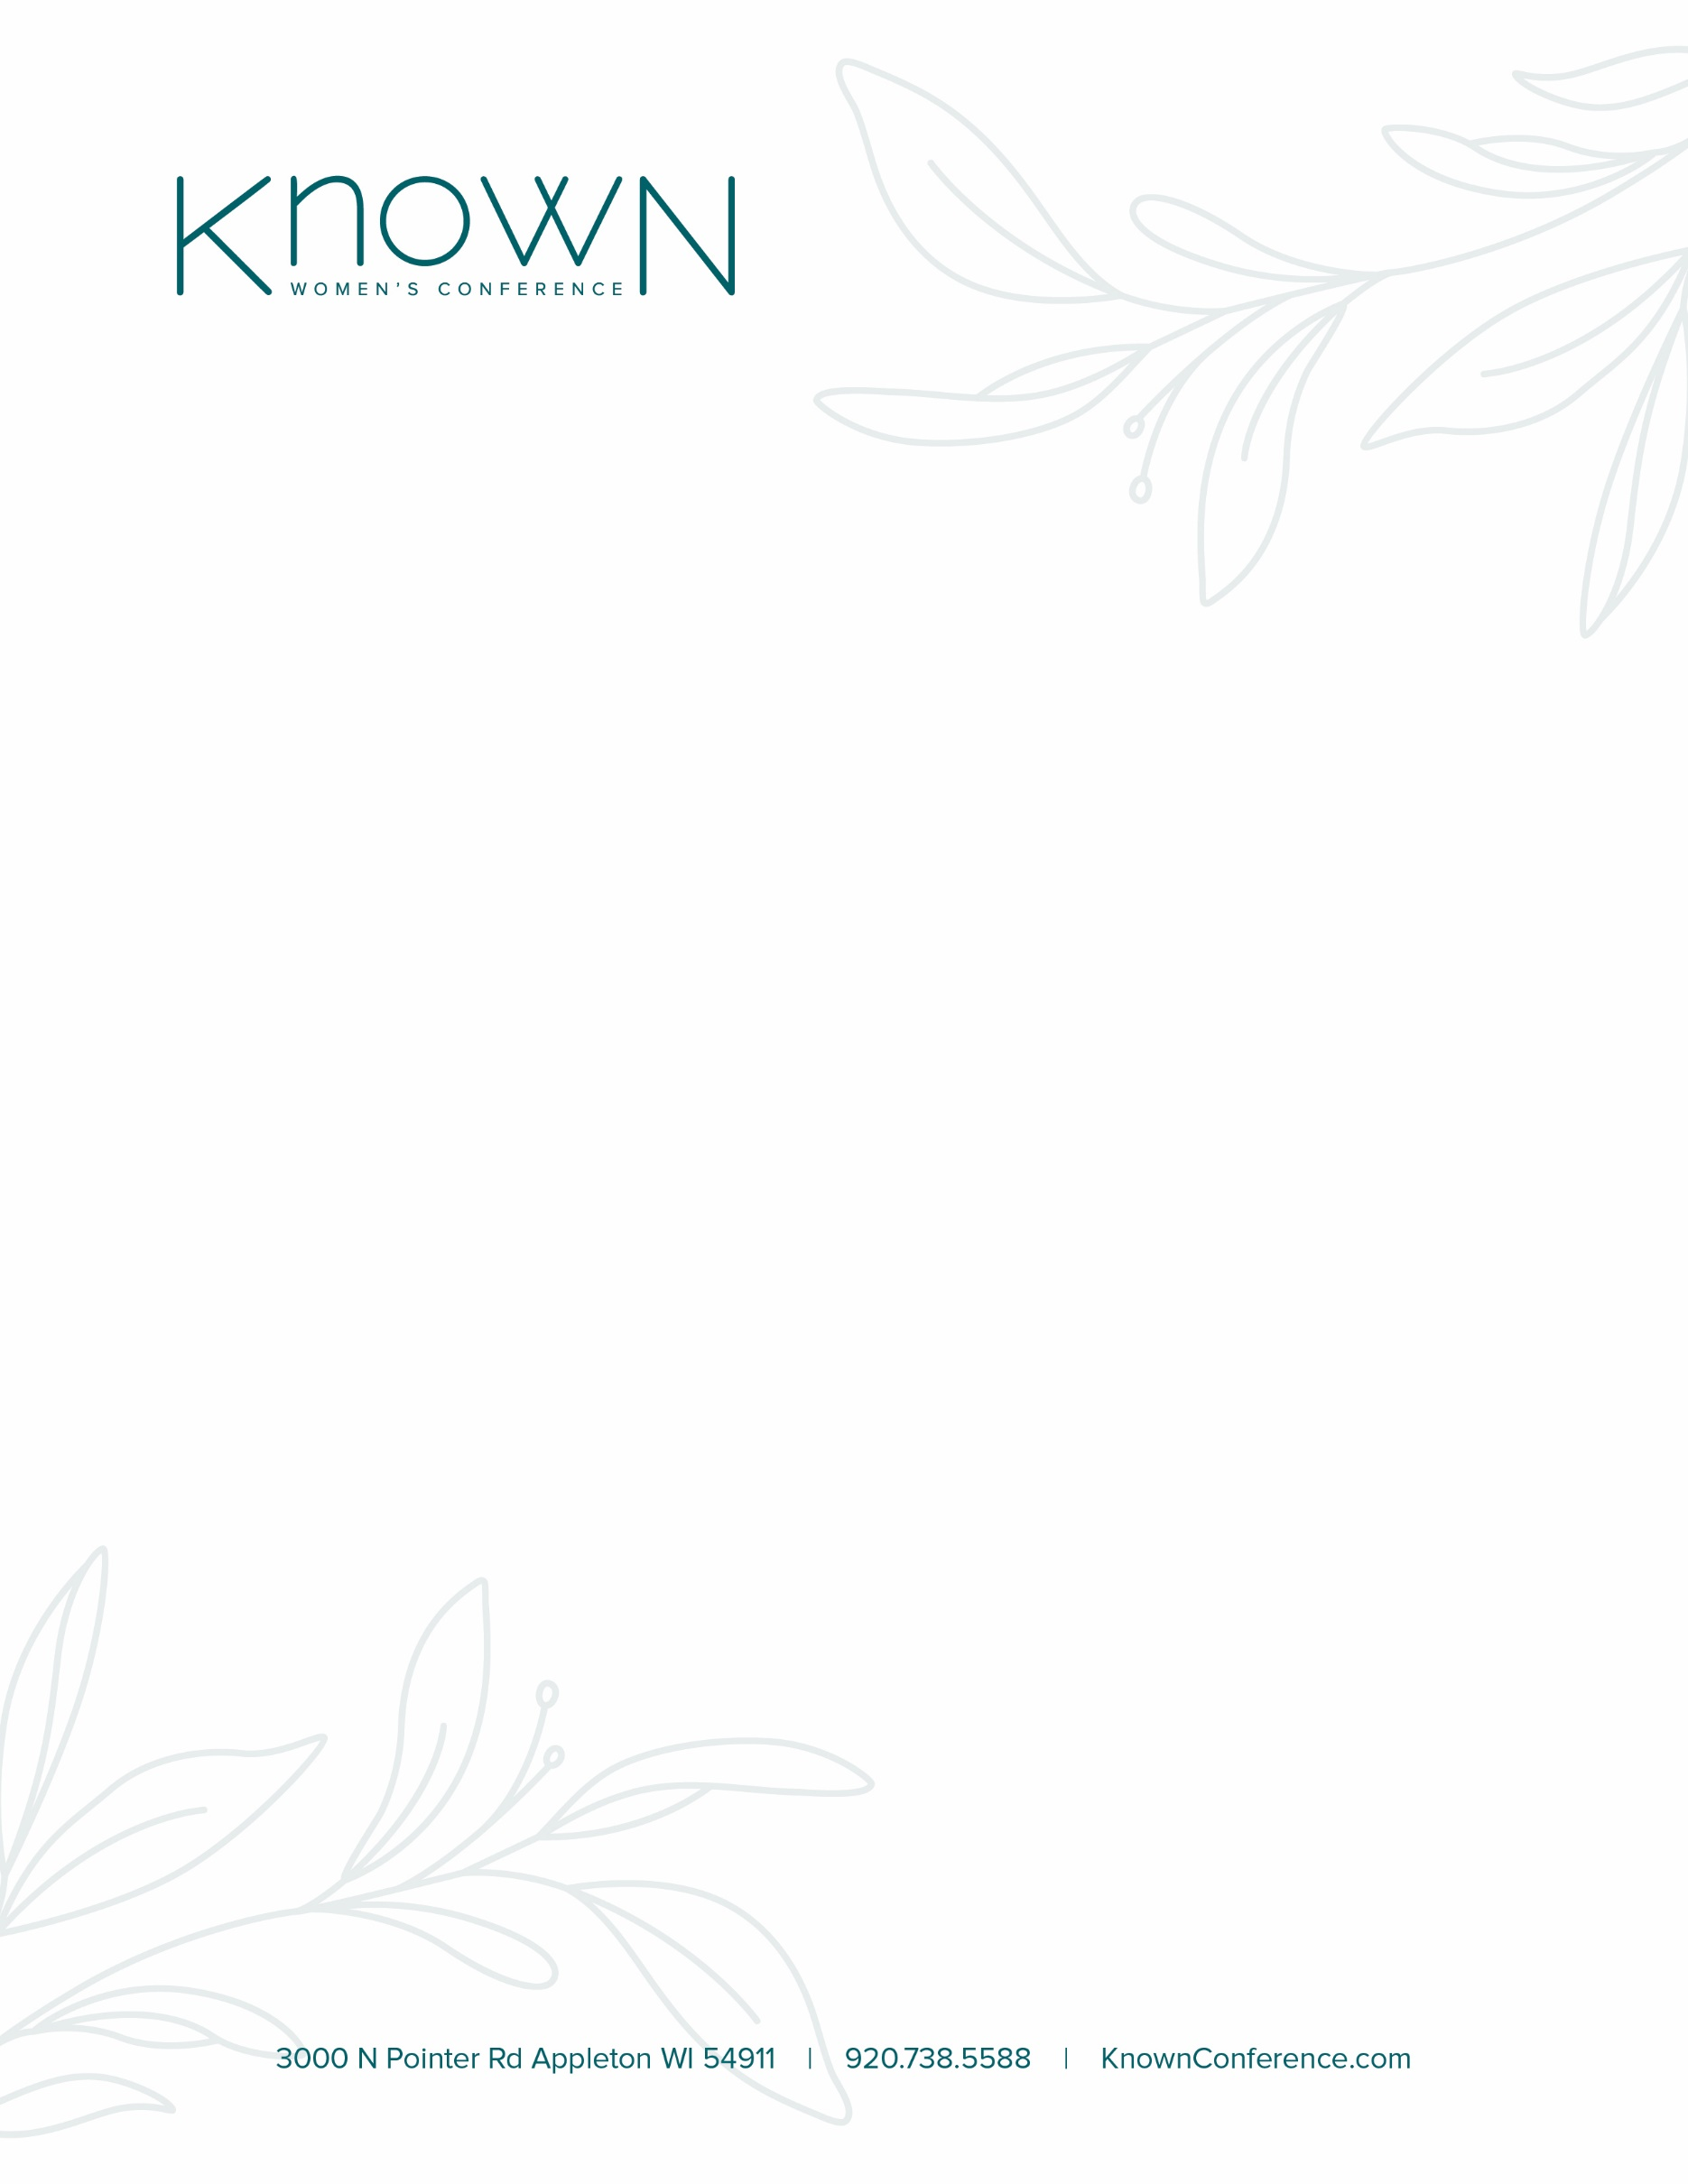 KnowN
WOMEN'S CONFERENCE
3000 N Pointer Rd Appleton WI 54911 | 920.738.5588 | KnownConference.com